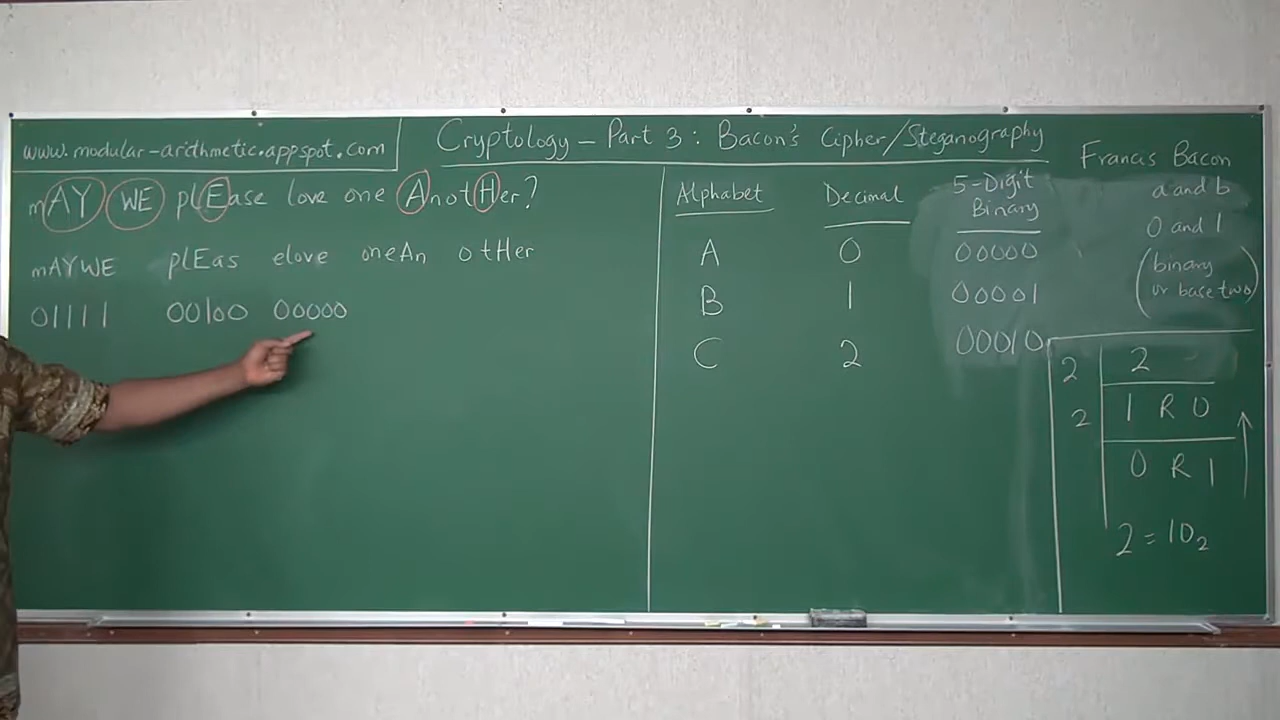 www.modular-arithmetic.appspot.com
Cryptology - Part 3: Bacon's Cipher/Steganography
mAY WE plEase love one AnotHer?
mAYWE plEas elove oneAn otHer
01111 00100 00000
Alphabet Decimal 5-Digit Binary
A 0 00000
B 1 00001
C 2 00010
Francis Bacon
a and b
0 and 1
(binary
or base two)
2 2
2 1 R 0
0 R 1
2 = 10₂